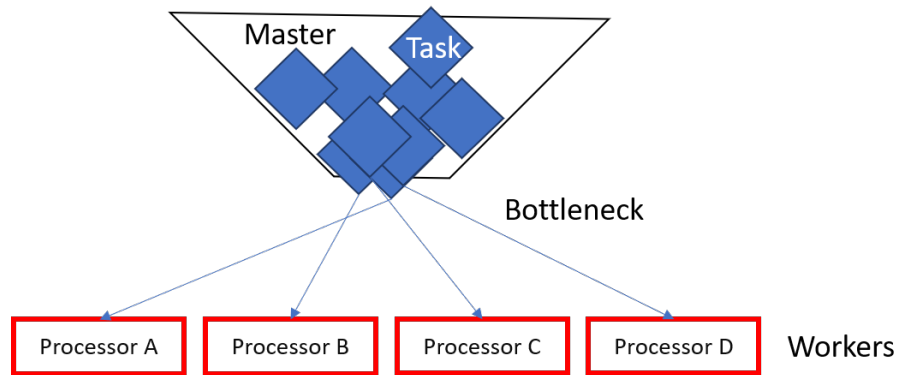 Master
Task
Bottleneck
Processor A
Processor B
Processor C
Processor D
Workers